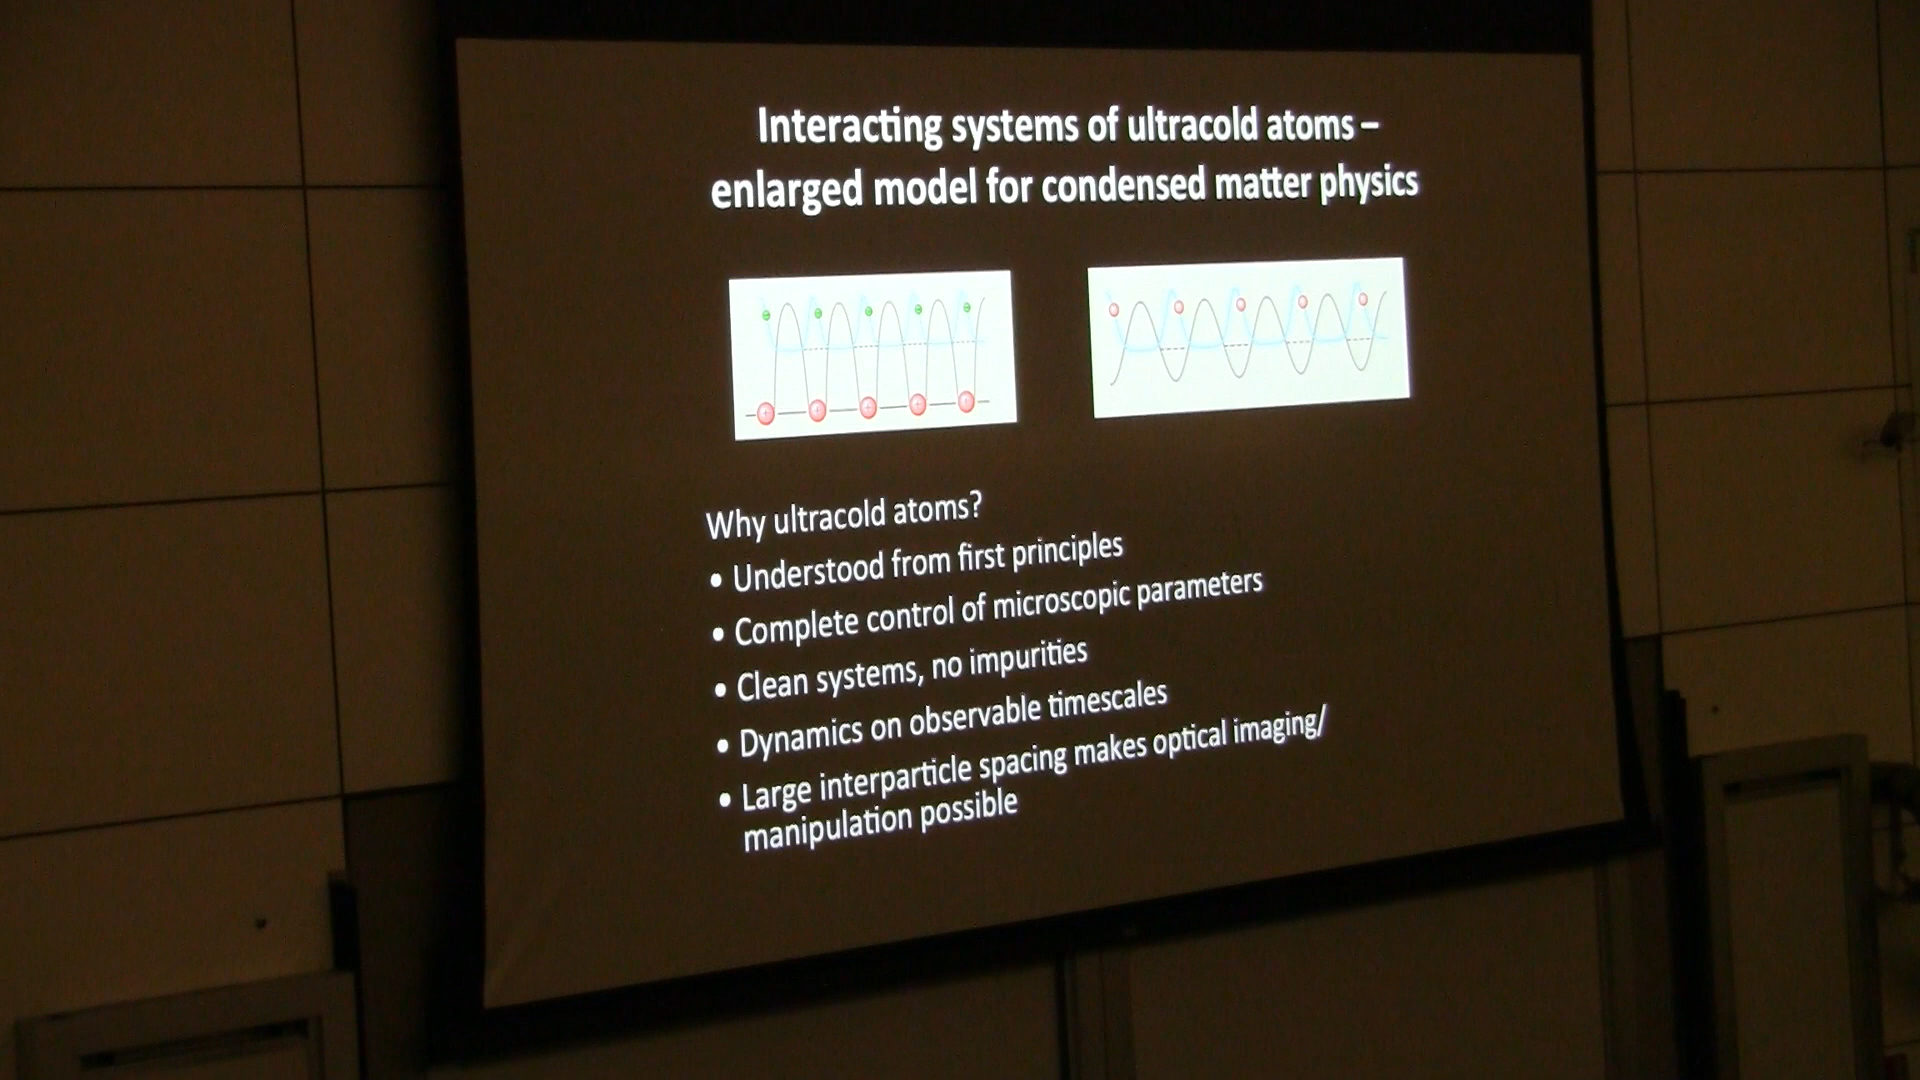 Interacting systems of ultracold atoms –
enlarged model for condensed matter physics
Why ultracold atoms?
• Understood from first principles
• Complete control of microscopic parameters
• Clean systems, no impurities
• Dynamics on observable timescales
• Large interparticle spacing makes optical imaging/
manipulation possible